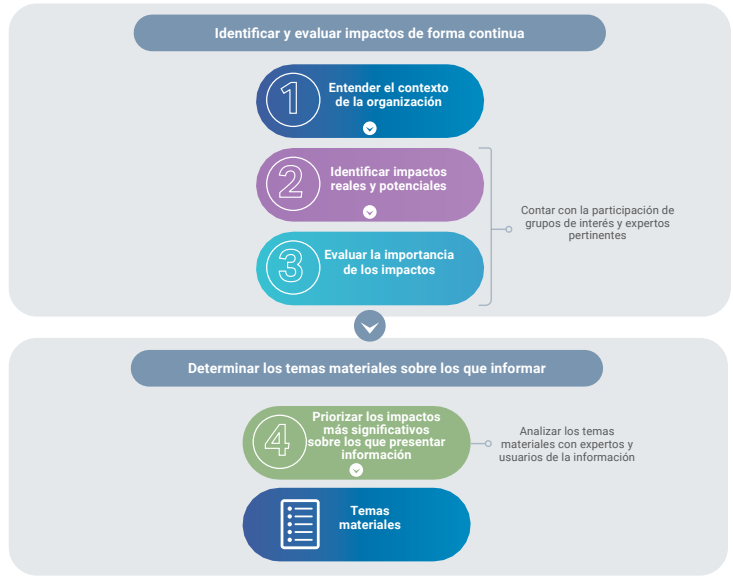 Identificar y evaluar impactos de forma continua
1
Entender el contexto
de la organización
2
Identificar impactos
reales y potenciales
Contar con la participación de
grupos de interés y expertos
pertinentes
3
Evaluar la importancia
de los impactos
Determinar los temas materiales sobre los que informar
4
Priorizar los impactos
más significativos
sobre los que presentar
información
Analizar los temas
materiales con expertos y
usuarios de la información
Temas
materiales